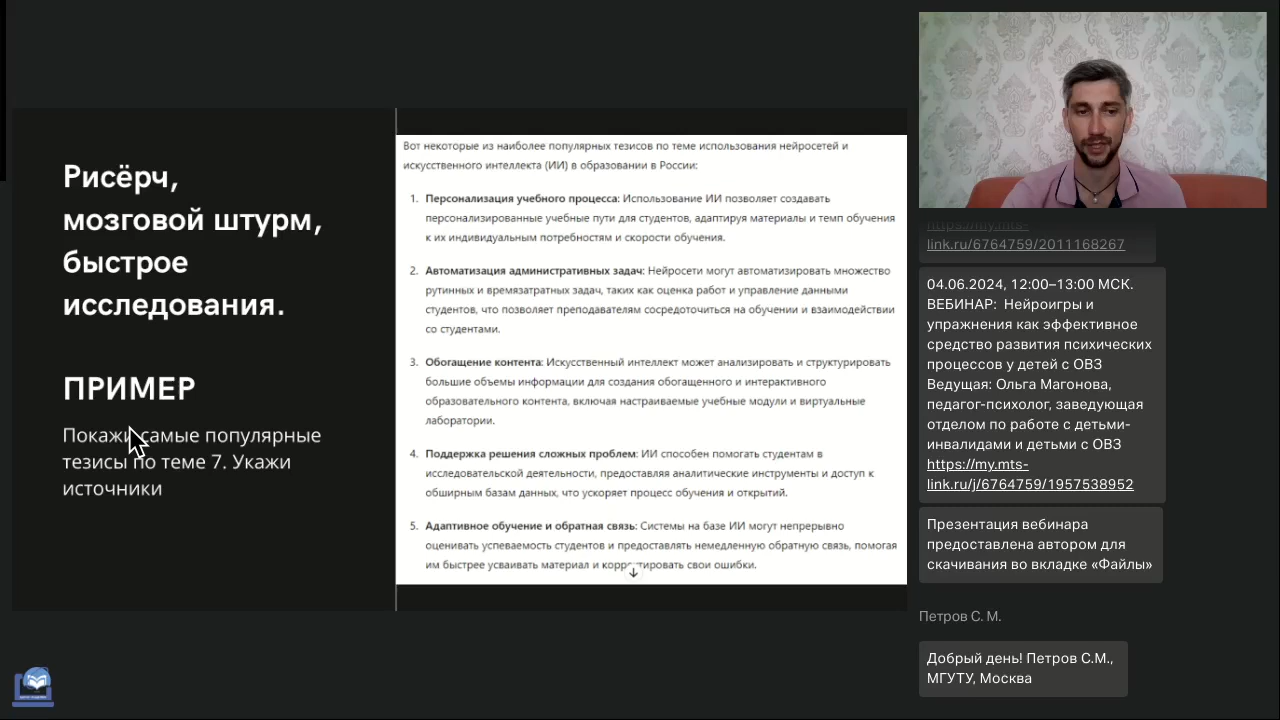 Рисёрч,
мозговой штурм,
быстрое
исследования.
ПРИМЕР
Покажи самые популярные
тезисы по теме 7. Укажи
источники
Вот некоторые из наиболее популярных тезисов по теме использования нейросетей и
искусственного интеллекта (ИИ) в образовании в России:
1. Персонализация учебного процесса: Использование ИИ позволяет создавать
персонализированные учебные пути для студентов, адаптируя материалы и темп обучения
к их индивидуальным потребностям и скорости обучения.
2. Автоматизация административных задач: Нейросети могут автоматизировать множество
рутинных и времязатратных задач, таких как оценка работ и управление данными
студентов, что позволяет преподавателям сосредоточиться на обучении и взаимодействии
со студентами.
3. Обогащение контента: Искусственный интеллект может анализировать и структурировать
большие объемы информации для создания обогащенного и интерактивного
образовательного контента, включая настраиваемые учебные модули и виртуальные
лаборатории.
4. Поддержка решения сложных проблем: ИИ способен помогать студентам в
исследовательской деятельности, предоставляя аналитические инструменты и доступ к
обширным базам данных, что ускоряет процесс обучения и открытий.
5. Адаптивное обучение и обратная связь: Системы на базе ИИ могут непрерывно
оценивать успеваемость студентов и предоставлять немедленную обратную связь, помогая
им быстрее усваивать материал и корректировать свои ошибки.
https://my.mts-
link.ru/6764759/2011168267
04.06.2024, 12:00–13:00 МСК.
ВЕБИНАР: Нейроигры и
упражнения как эффективное
средство развития психических
процессов у детей с ОВЗ
Ведущая: Ольга Магонова,
педагог-психолог, заведующая
отделом по работе с детьми-
инвалидами и детьми с ОВЗ
https://my.mts-
link.ru/j/6764759/1957538952
Презентация вебинара
предоставлена автором для
скачивания во вкладке «Файлы»
Петров С. М.
Добрый день! Петров С.М.,
МГУТУ, Москва